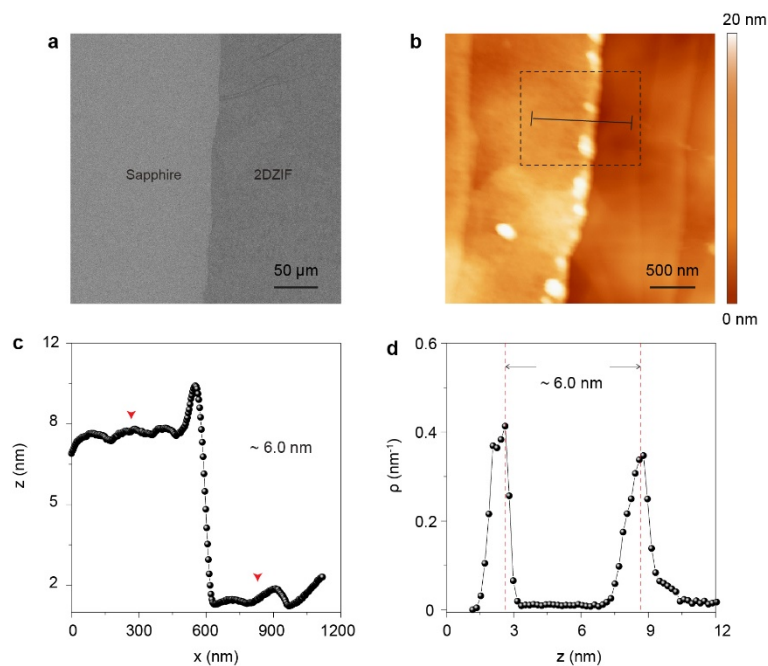 a
Sapphire
2DZIF
50 μm
b
500 nm
20 nm
0 nm
c
12
8
5
2
z (nm)
0
300
600
900
1200
x (nm)
~ 6.0 nm
d
0.6
0.4
0.2
0
ρ (nm⁻¹)
0
3
6
9
12
z (nm)
~ 6.0 nm